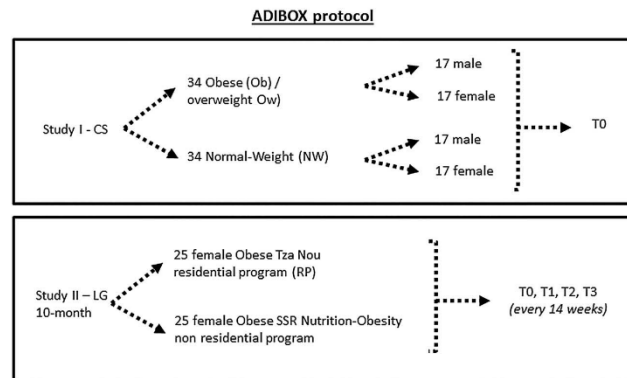 ADIBOX protocol
34 Obese (Ob) /
overweight Ow)
17 male
17 female
Study I - CS
T0
34 Normal-Weight (NW)
17 male
17 female
25 female Obese Tza Nou
residential program (RP)
Study II – LG
10-month
T0, T1, T2, T3
(every 14 weeks)
25 female Obese SSR Nutrition-Obesity
non residential program